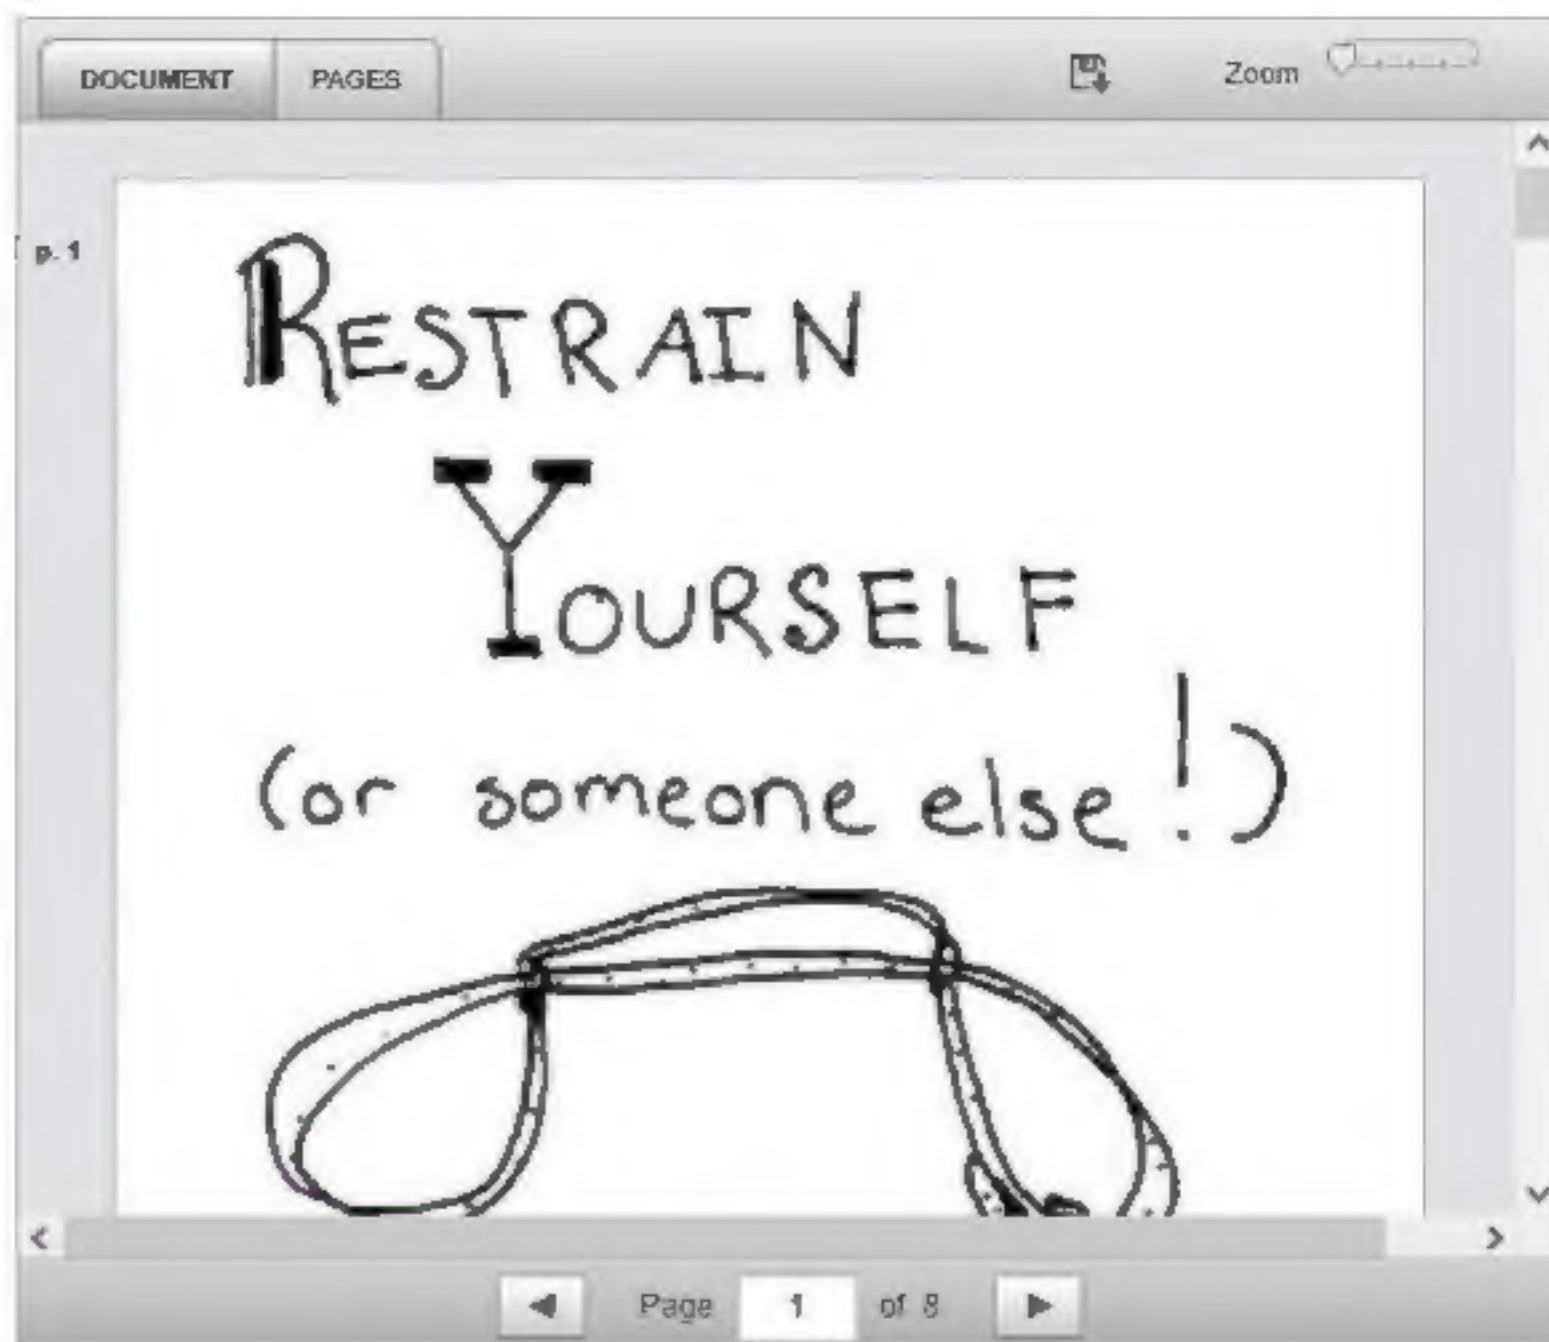 DOCUMENT PAGES Zoom
p. 1
RESTRAIN
YOURSELF
(or someone else!)
Page 1 of 8